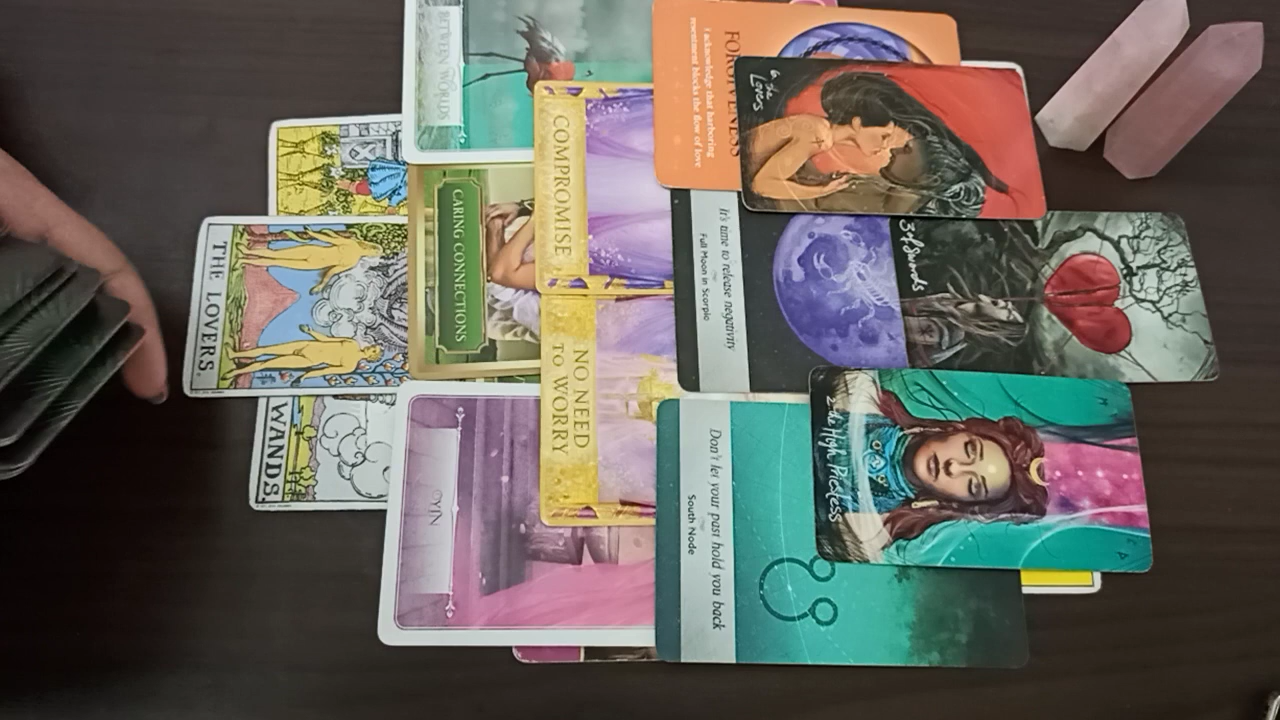 6 the
Lovers
FORGIVENESS
I acknowledge that harboring
resentment blocks the flow of love
3 of Swords
It's time to release negativity
Full Moon in Scorpio
2 the High Priestess
Don't let your past hold you back
South Node
COMPROMISE
NO NEED
TO WORRY
BETWEEN WORLDS
CARING CONNECTIONS
YIN
THE LOVERS.
WANDS.